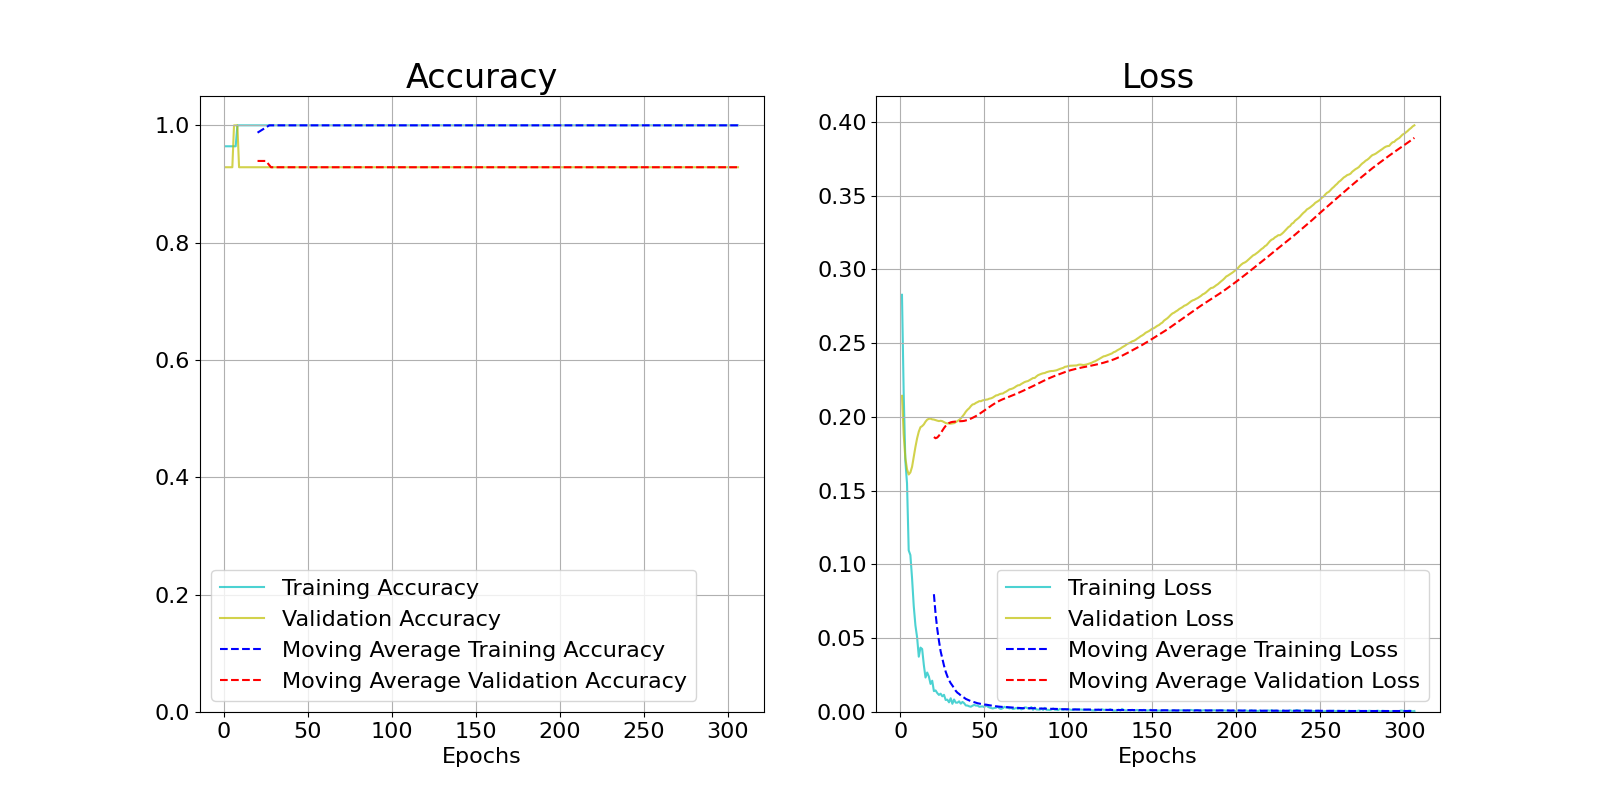 Accuracy
1.0
0.8
0.6
0.4
0.2
0.0
Training Accuracy
Validation Accuracy
Moving Average Training Accuracy
Moving Average Validation Accuracy
0 50 100 150 200 250 300
Epochs
Loss
0.40
0.35
0.30
0.25
0.20
0.15
0.10
0.05
0.00
Training Loss
Validation Loss
Moving Average Training Loss
Moving Average Validation Loss
0 50 100 150 200 250 300
Epochs